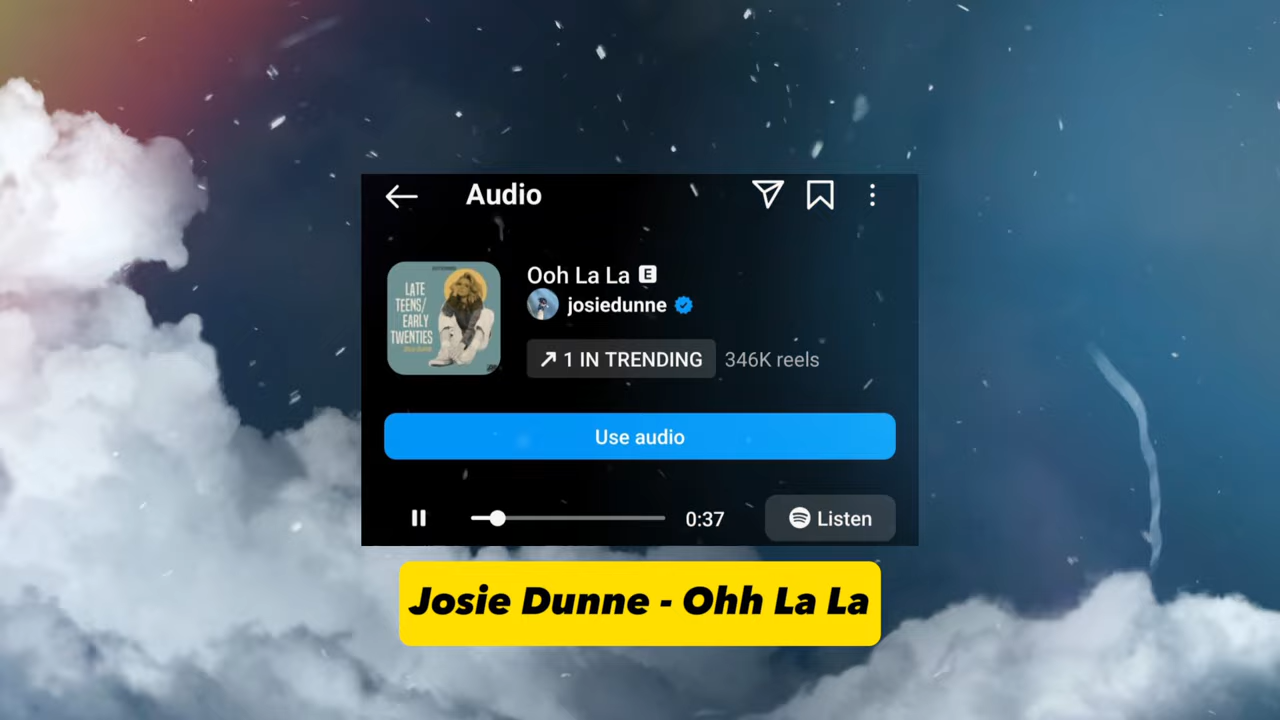 Audio
LATE
TEENS/
EARLY
TWENTIES
Ooh La La E
josiedunne
1 IN TRENDING 346K reels
Use audio
0:37
Listen
Josie Dunne - Ohh La La